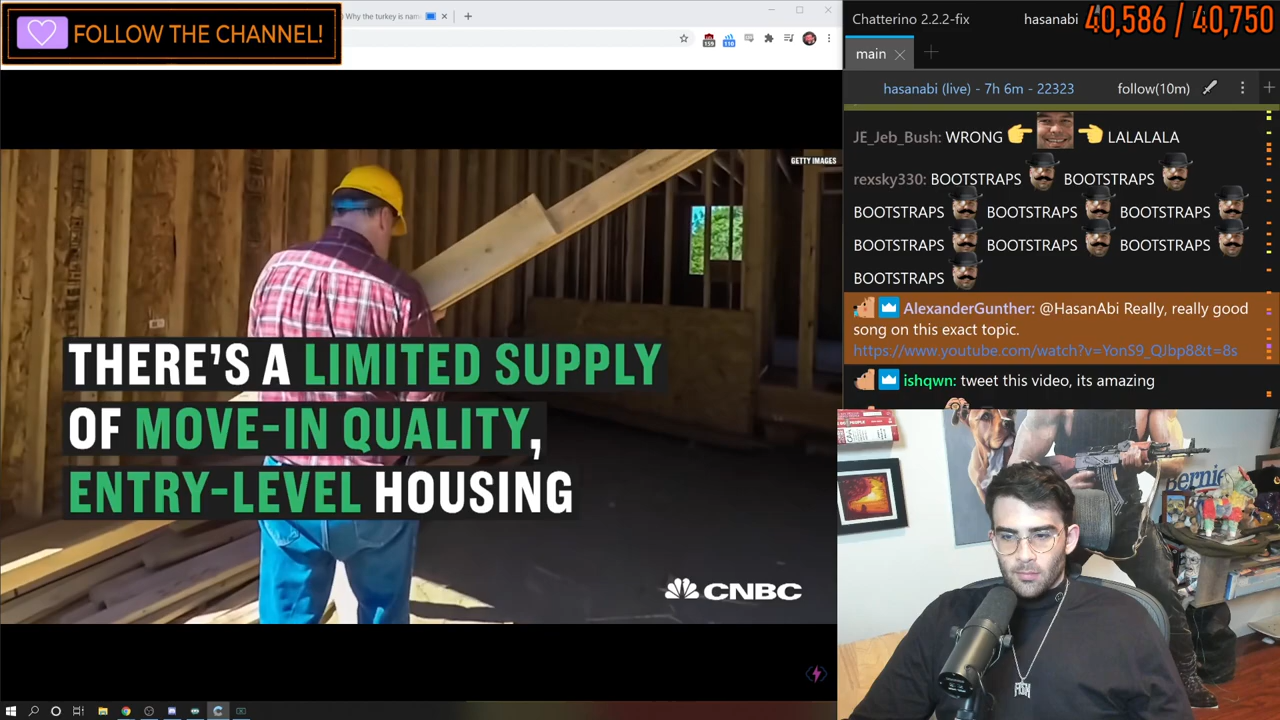 FOLLOW THE CHANNEL!
Why the turkey is nam
159
110
GETTY IMAGES
THERE'S A LIMITED SUPPLY
OF MOVE-IN QUALITY,
ENTRY-LEVEL HOUSING
CNBC
Chatterino 2.2.2-fix
hasanabi
40,586 / 40,750
main
hasanabi (live) - 7h 6m - 22323
follow(10m)
JE_Jeb_Bush: WRONG LALALALA
rexsky330: BOOTSTRAPS BOOTSTRAPS
BOOTSTRAPS BOOTSTRAPS BOOTSTRAPS
BOOTSTRAPS BOOTSTRAPS BOOTSTRAPS
BOOTSTRAPS
AlexanderGunther: @HasanAbi Really, really good
song on this exact topic.
https://www.youtube.com/watch?v=YonS9_QJbp8&t=8s
ishqwn: tweet this video, its amazing
Bernie